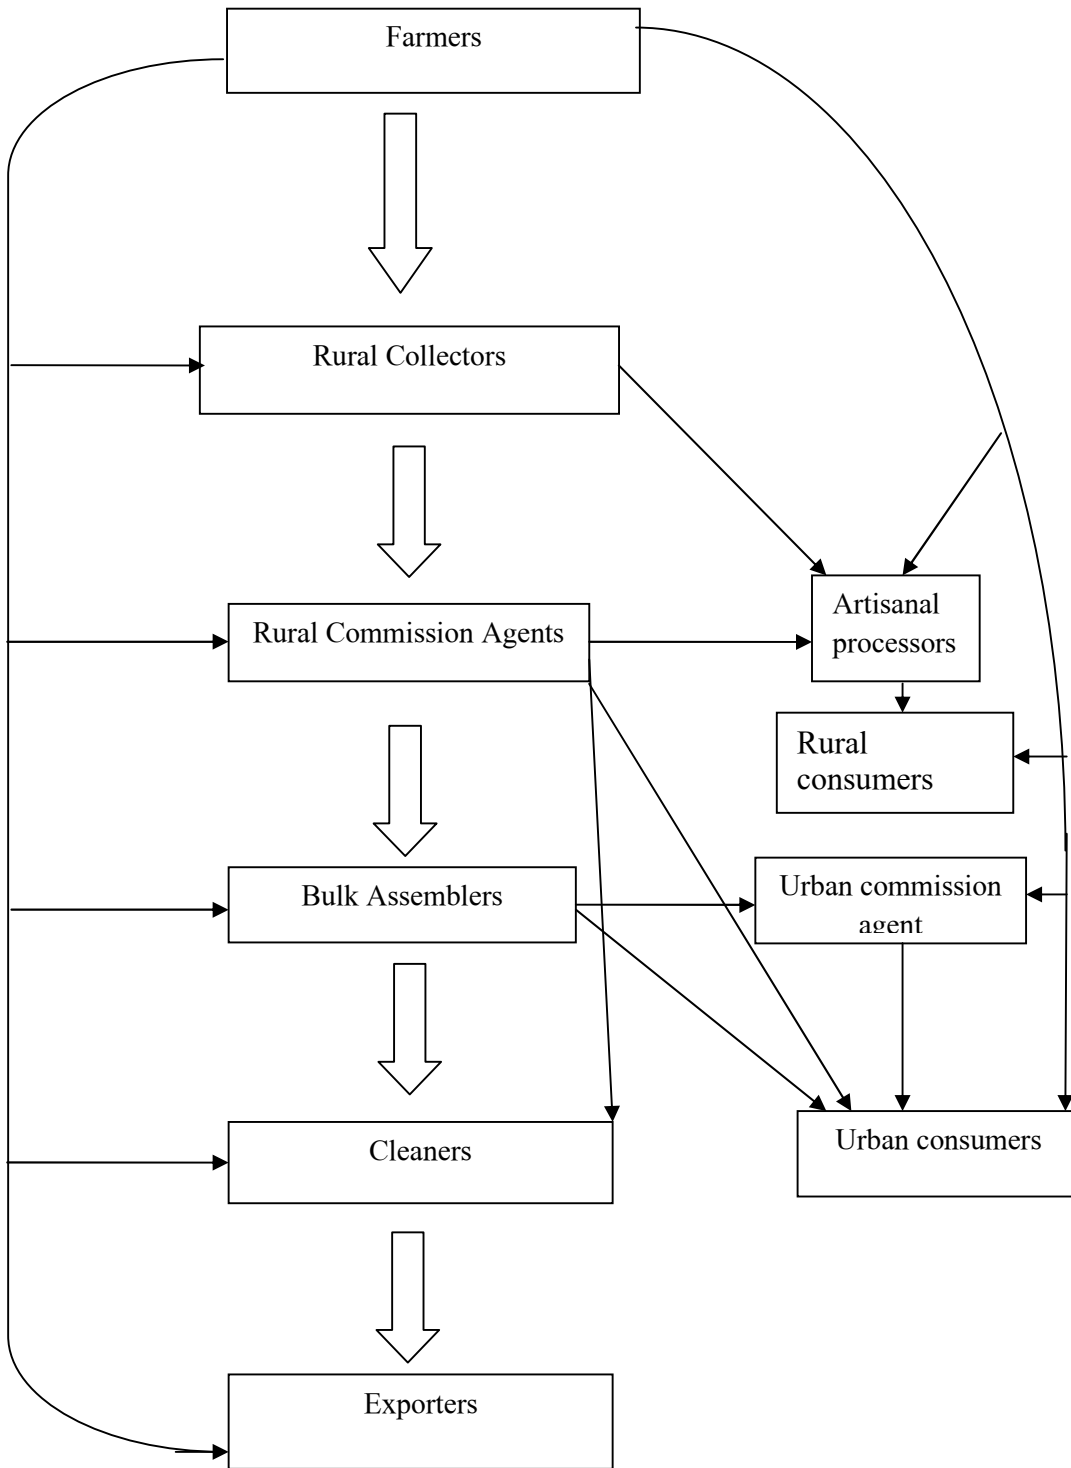 Farmers
Rural Collectors
Rural Commission Agents
Artisanal
processors
Rural
consumers
Bulk Assemblers
Urban commission
agent
Cleaners
Urban consumers
Exporters